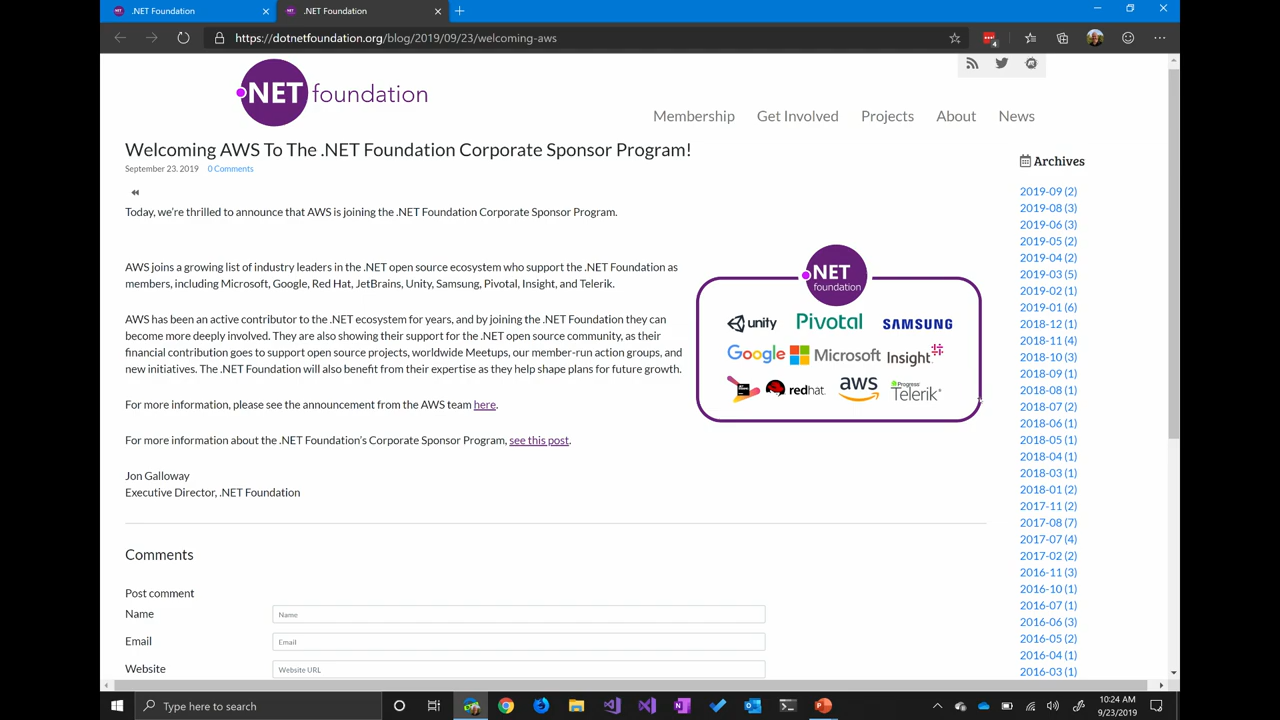 .NET Foundation
.NET Foundation
https://dotnetfoundation.org/blog/2019/09/23/welcoming-aws
4
.NET foundation
Membership
Get Involved
Projects
About
News
Welcoming AWS To The .NET Foundation Corporate Sponsor Program!
September 23. 2019
0 Comments
Today, we’re thrilled to announce that AWS is joining the .NET Foundation Corporate Sponsor Program.
AWS joins a growing list of industry leaders in the .NET open source ecosystem who support the .NET Foundation as
members, including Microsoft, Google, Red Hat, JetBrains, Unity, Samsung, Pivotal, Insight, and Telerik.
AWS has been an active contributor to the .NET ecosystem for years, and by joining the .NET Foundation they can
become more deeply involved. They are also showing their support for the .NET open source community, as their
financial contribution goes to support open source projects, worldwide Meetups, our member-run action groups, and
new initiatives. The .NET Foundation will also benefit from their expertise as they help shape plans for future growth.
For more information, please see the announcement from the AWS team here.
For more information about the .NET Foundation’s Corporate Sponsor Program, see this post.
Jon Galloway
Executive Director, .NET Foundation
.NET
foundation
unity
Pivotal
SAMSUNG
Google
Microsoft
Insight
redhat.
aws
Progress
Telerik
Comments
Post comment
Name
Name
Email
Email
Website
Website URL
Archives
2019-09 (2)
2019-08 (3)
2019-06 (3)
2019-05 (2)
2019-04 (2)
2019-03 (5)
2019-02 (1)
2019-01 (6)
2018-12 (1)
2018-11 (4)
2018-10 (3)
2018-09 (1)
2018-08 (1)
2018-07 (2)
2018-06 (1)
2018-05 (1)
2018-04 (1)
2018-03 (1)
2018-01 (2)
2017-11 (2)
2017-08 (7)
2017-07 (4)
2017-02 (2)
2016-11 (3)
2016-10 (1)
2016-07 (1)
2016-06 (3)
2016-05 (2)
2016-04 (1)
2016-03 (1)
Type here to search
10:24 AM
9/23/2019